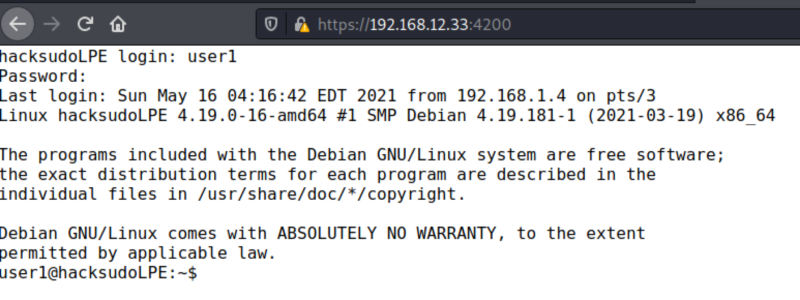 https://192.168.12.33:4200
hacksudoLPE login: user1
Password:
Last login: Sun May 16 04:16:42 EDT 2021 from 192.168.1.4 on pts/3
Linux hacksudoLPE 4.19.0-16-amd64 #1 SMP Debian 4.19.181-1 (2021-03-19) x86_64
The programs included with the Debian GNU/Linux system are free software;
the exact distribution terms for each program are described in the
individual files in /usr/share/doc/*/copyright.
Debian GNU/Linux comes with ABSOLUTELY NO WARRANTY, to the extent
permitted by applicable law.
user1@hacksudoLPE:~$